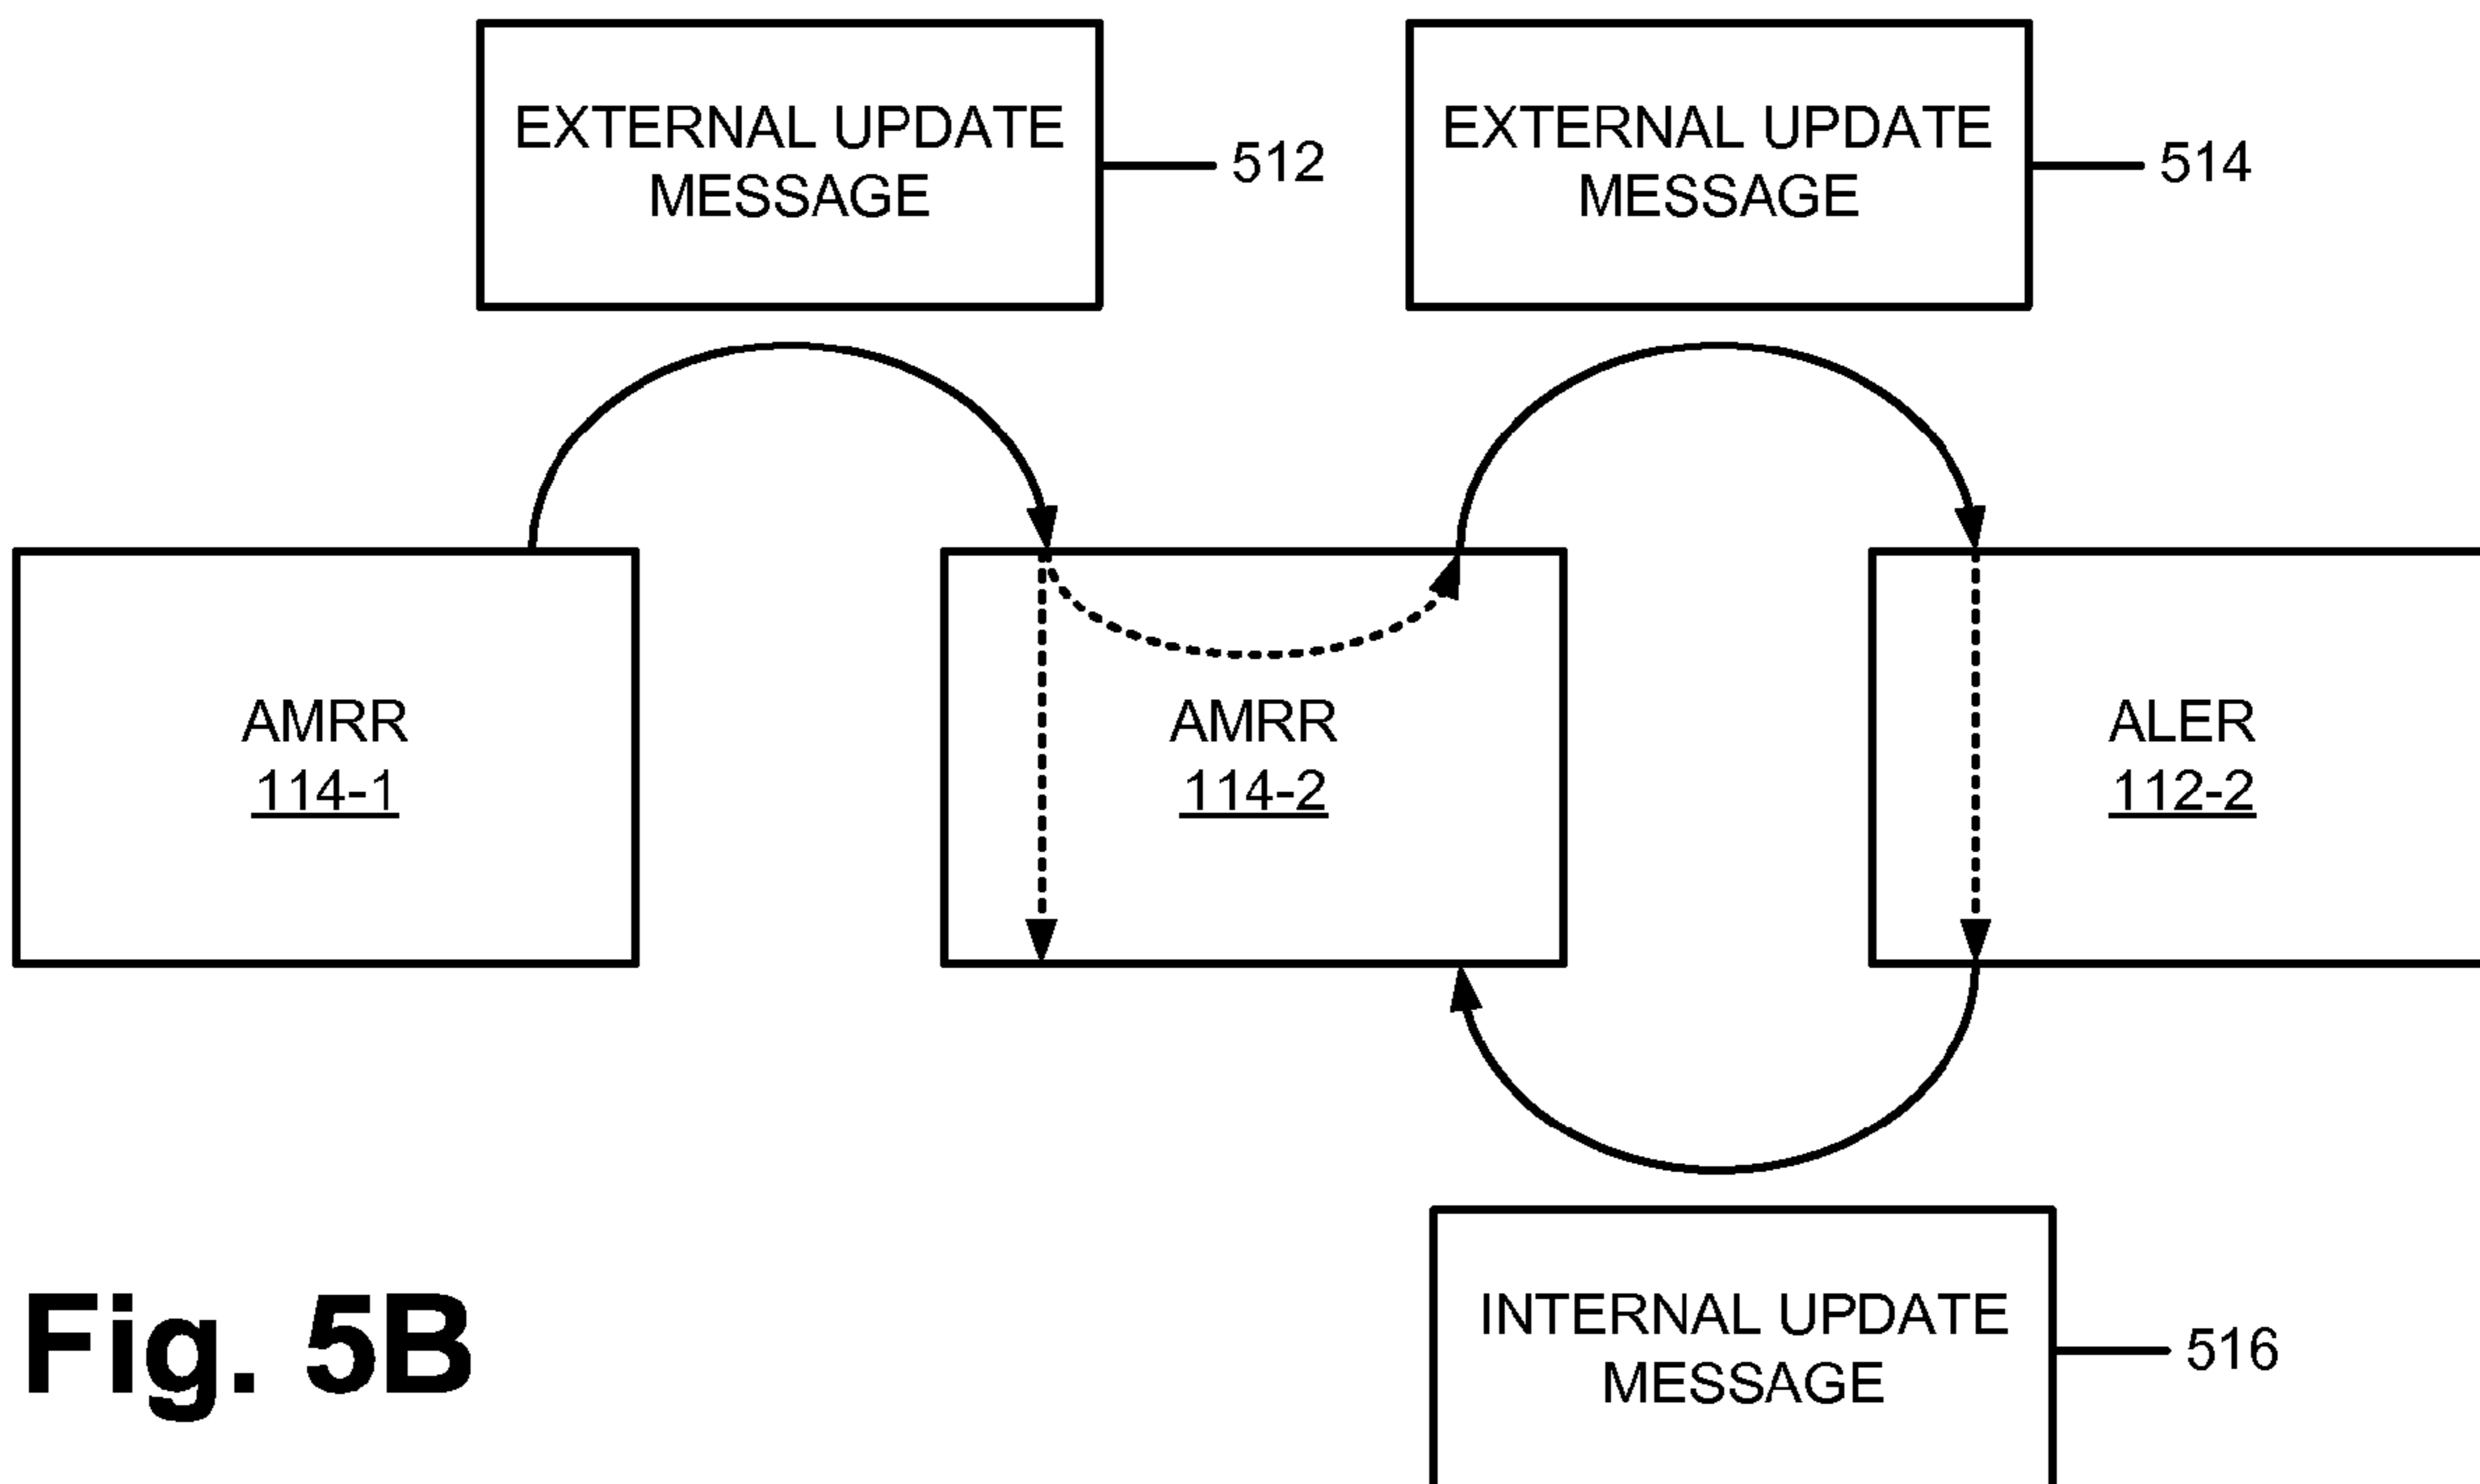 EXTERNAL UPDATE
MESSAGE
512
EXTERNAL UPDATE
MESSAGE
514
AMRR
114-1
AMRR
114-2
ALER
112-2
INTERNAL UPDATE
MESSAGE
516
Fig. 5B